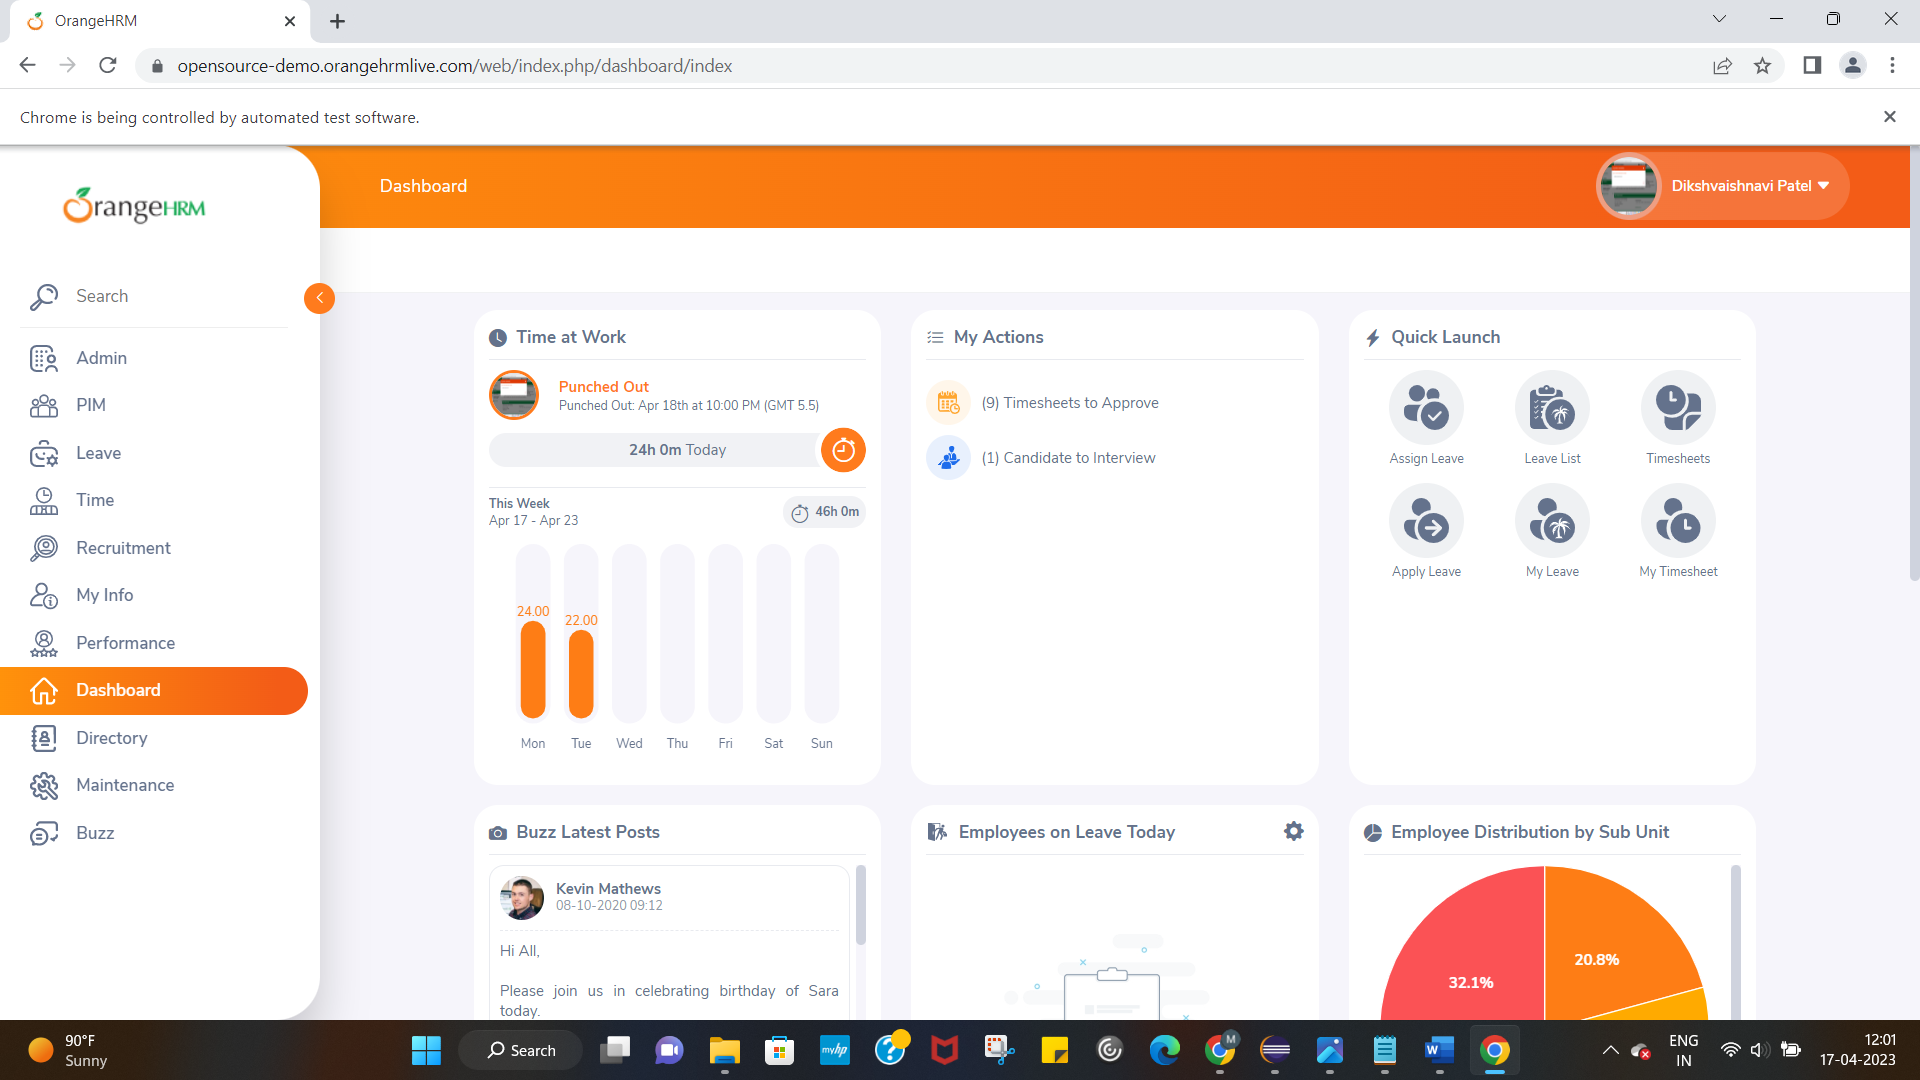 OrangeHRM
opensource-demo.orangehrmlive.com/web/index.php/dashboard/index
Chrome is being controlled by automated test software.
OrangeHRM
Dashboard
Dikshvaishnavi Patel
Search
Admin
PIM
Leave
Time
Recruitment
My Info
Performance
Dashboard
Directory
Maintenance
Buzz
Time at Work
Punched Out
Punched Out: Apr 18th at 10:00 PM (GMT 5.5)
24h 0m Today
This Week
Apr 17 - Apr 23
46h 0m
24.00
22.00
Mon Tue Wed Thu Fri Sat Sun
My Actions
(9) Timesheets to Approve
(1) Candidate to Interview
Quick Launch
Assign Leave
Leave List
Timesheets
Apply Leave
My Leave
My Timesheet
Buzz Latest Posts
Kevin Mathews
08-10-2020 09:12
Hi All,
Please join us in celebrating birthday of Sara
today.
Employees on Leave Today
Employee Distribution by Sub Unit
32.1%
20.8%
90°F
Sunny
Search
myhp
M
W
ENG
IN
12:01
17-04-2023